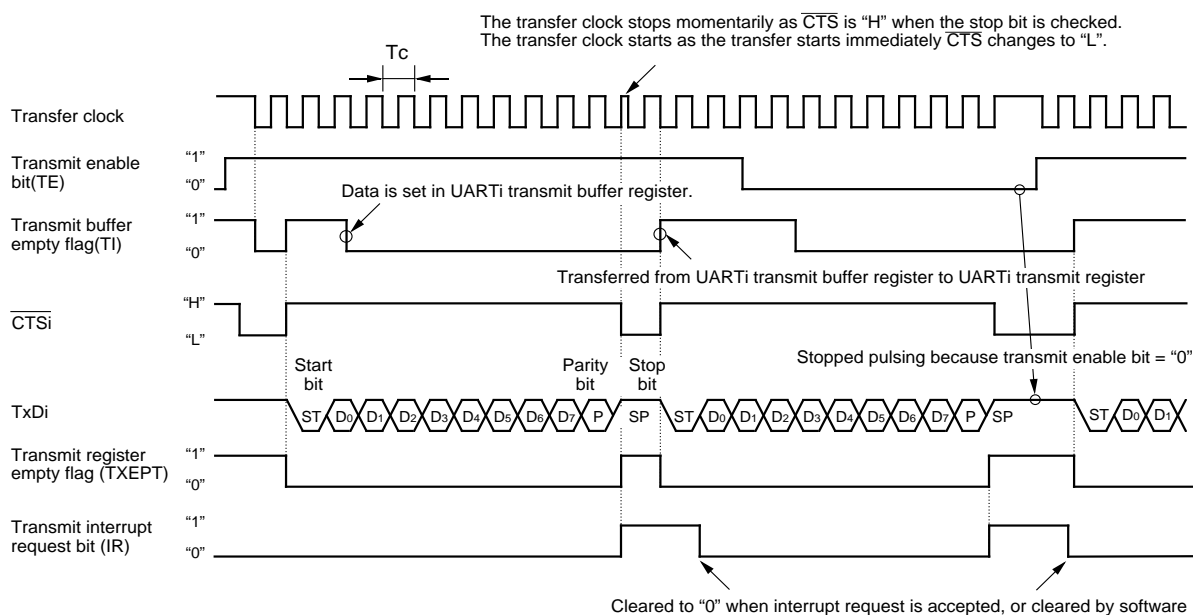 The transfer clock stops momentarily as CTS is “H” when the stop bit is checked.
The transfer clock starts as the transfer starts immediately CTS changes to “L”.
Tc
Transfer clock
Transmit enable
bit(TE)
“1”
“0”
Data is set in UARTi transmit buffer register.
Transmit buffer
empty flag(TI)
“1”
“0”
Transferred from UARTi transmit buffer register to UARTi transmit register
“H”
CTSi
“L”
Stopped pulsing because transmit enable bit = “0”
Start
bit
Parity
bit
Stop
bit
TxDi
ST D0 D1 D2 D3 D4 D5 D6 D7 P SP ST D0 D1 D2 D3 D4 D5 D6 D7 P SP ST D0 D1
Transmit register
empty flag (TXEPT)
“1”
“0”
Transmit interrupt
request bit (IR)
“1”
“0”
Cleared to “0” when interrupt request is accepted, or cleared by software